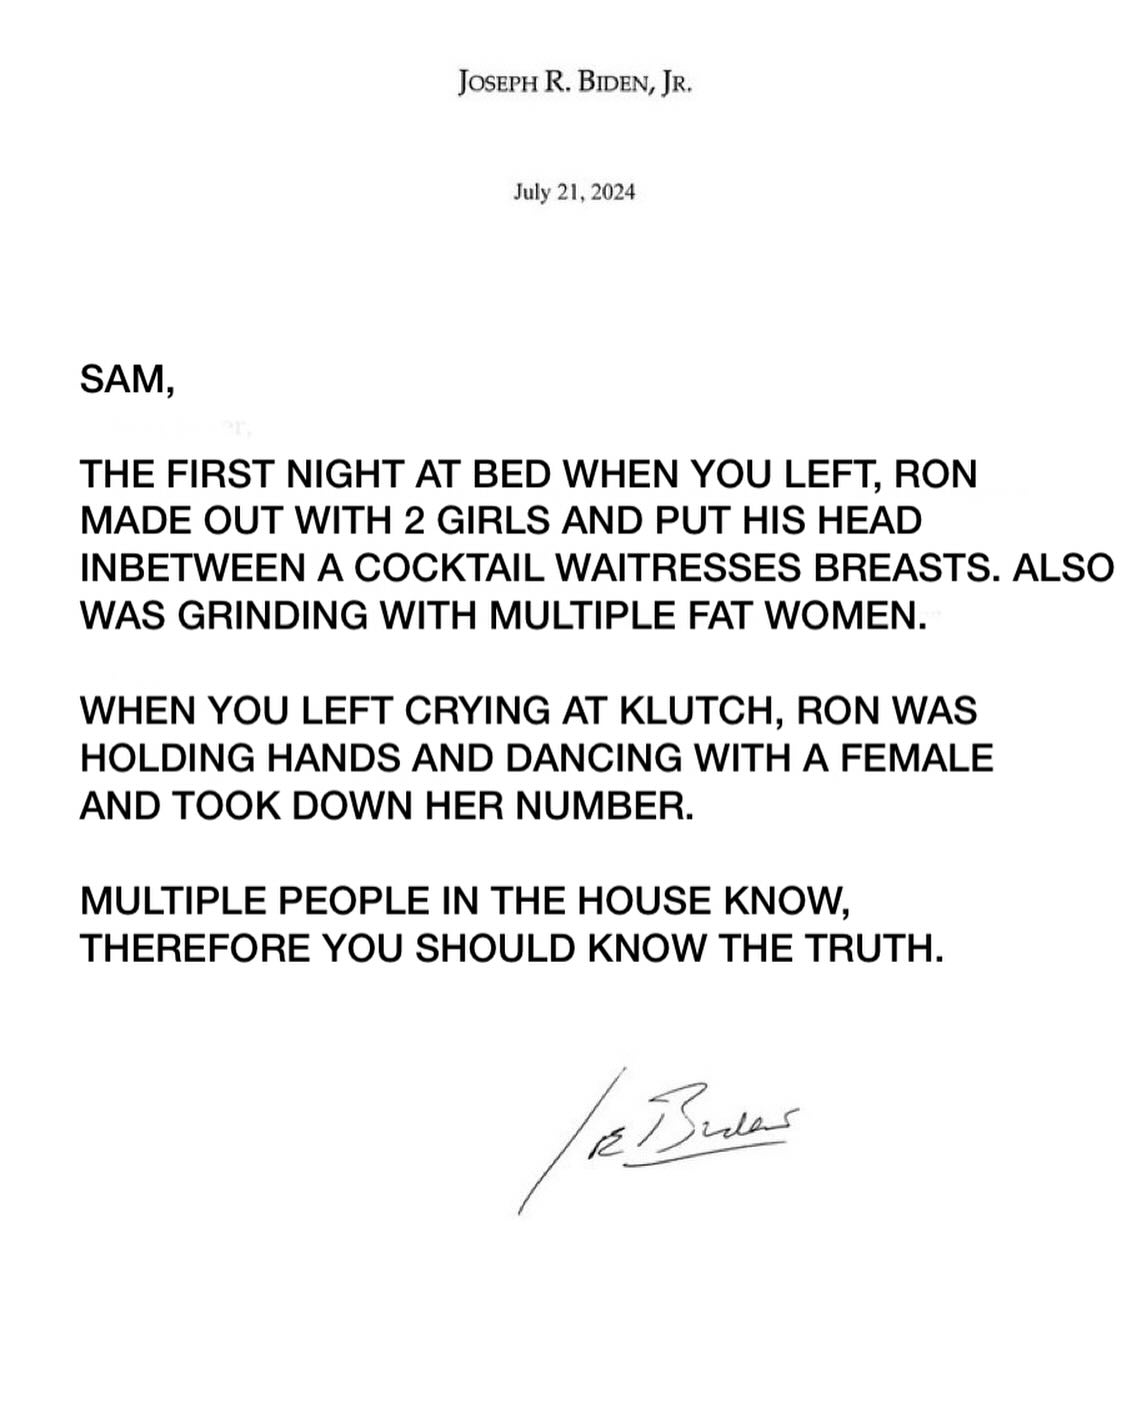 JOSEPH R. BIDEN, JR.
July 21, 2024
SAM,
er,
THE FIRST NIGHT AT BED WHEN YOU LEFT, RON
MADE OUT WITH 2 GIRLS AND PUT HIS HEAD
INBETWEEN A COCKTAIL WAITRESSES BREASTS. ALSO
WAS GRINDING WITH MULTIPLE FAT WOMEN.
WHEN YOU LEFT CRYING AT KLUTCH, RON WAS
HOLDING HANDS AND DANCING WITH A FEMALE
AND TOOK DOWN HER NUMBER.
MULTIPLE PEOPLE IN THE HOUSE KNOW,
THEREFORE YOU SHOULD KNOW THE TRUTH.
Joe Biden